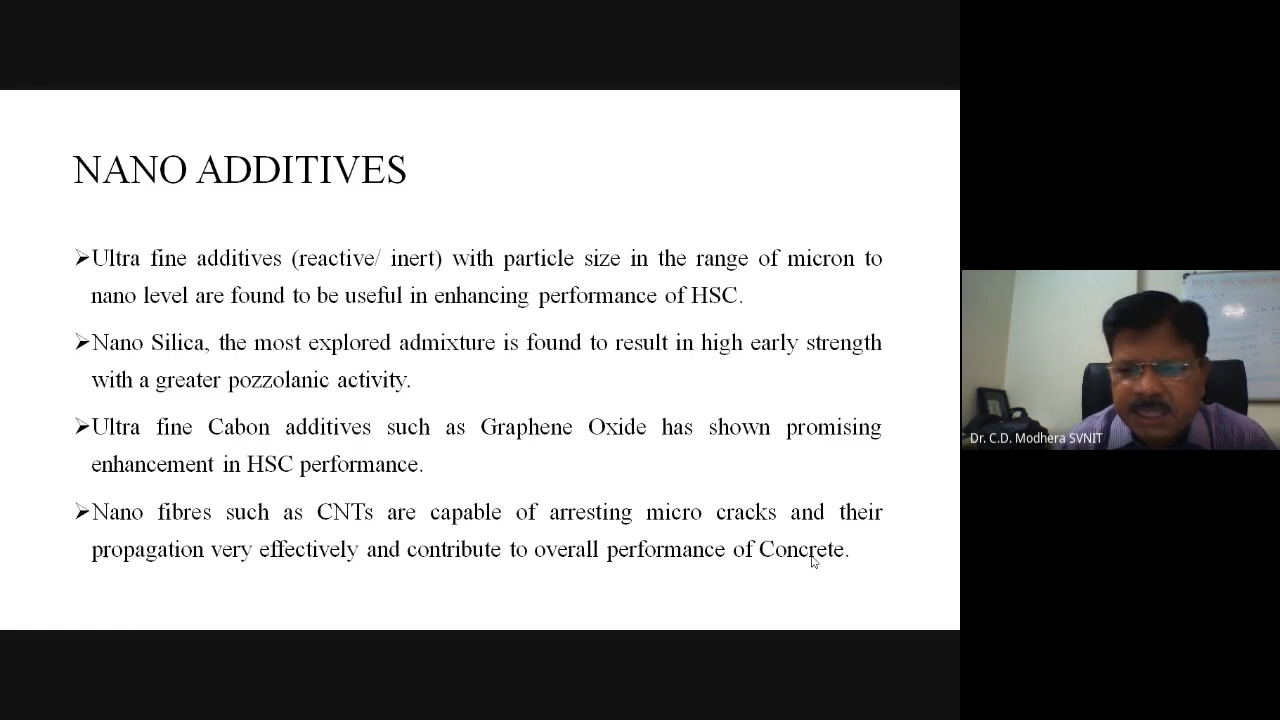 NANO ADDITIVES
➢Ultra fine additives (reactive/ inert) with particle size in the range of micron to
nano level are found to be useful in enhancing performance of HSC.
➢Nano Silica, the most explored admixture is found to result in high early strength
with a greater pozzolanic activity.
➢Ultra fine Cabon additives such as Graphene Oxide has shown promising
enhancement in HSC performance.
➢Nano fibres such as CNTs are capable of arresting micro cracks and their
propagation very effectively and contribute to overall performance of Concrete.
Dr. C.D. Modhera SVNIT